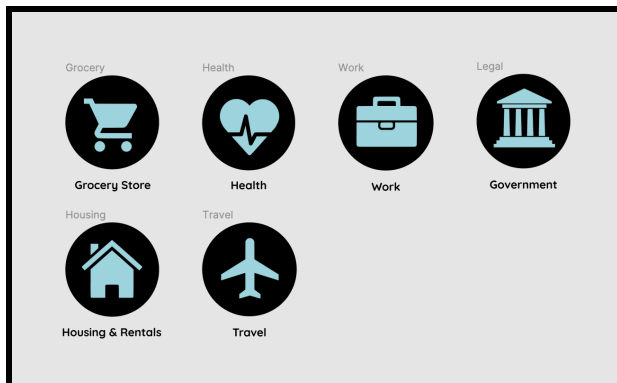 Grocery
Health
Work
Legal
Grocery Store
Health
Work
Government
Housing
Travel
Housing & Rentals
Travel